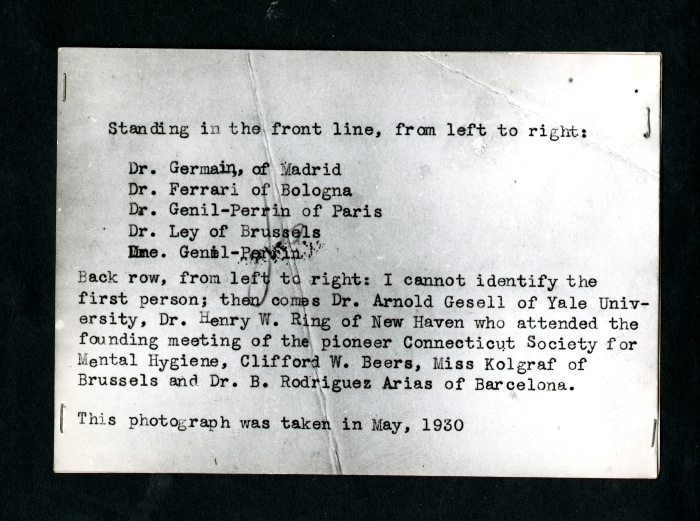 Standing in the front line, from left to right:
Dr. Germain, of Madrid
Dr. Ferrari of Bologna
Dr. Genil-Perrin of Paris
Dr. Ley of Brussels
Dme. Genil-Perrin
Back row, from left to right: I cannot identify the
first person; then comes Dr. Arnold Gesell of Yale Univ-
ersity, Dr. Henry W. Ring of New Haven who attended the
founding meeting of the pioneer Connecticut Society for
Mental Hygiene, Clifford W. Beers, Miss Kolgraf of
Brussels and Dr. B. Rodriguez Arias of Barcelona.
This photograph was taken in May, 1930